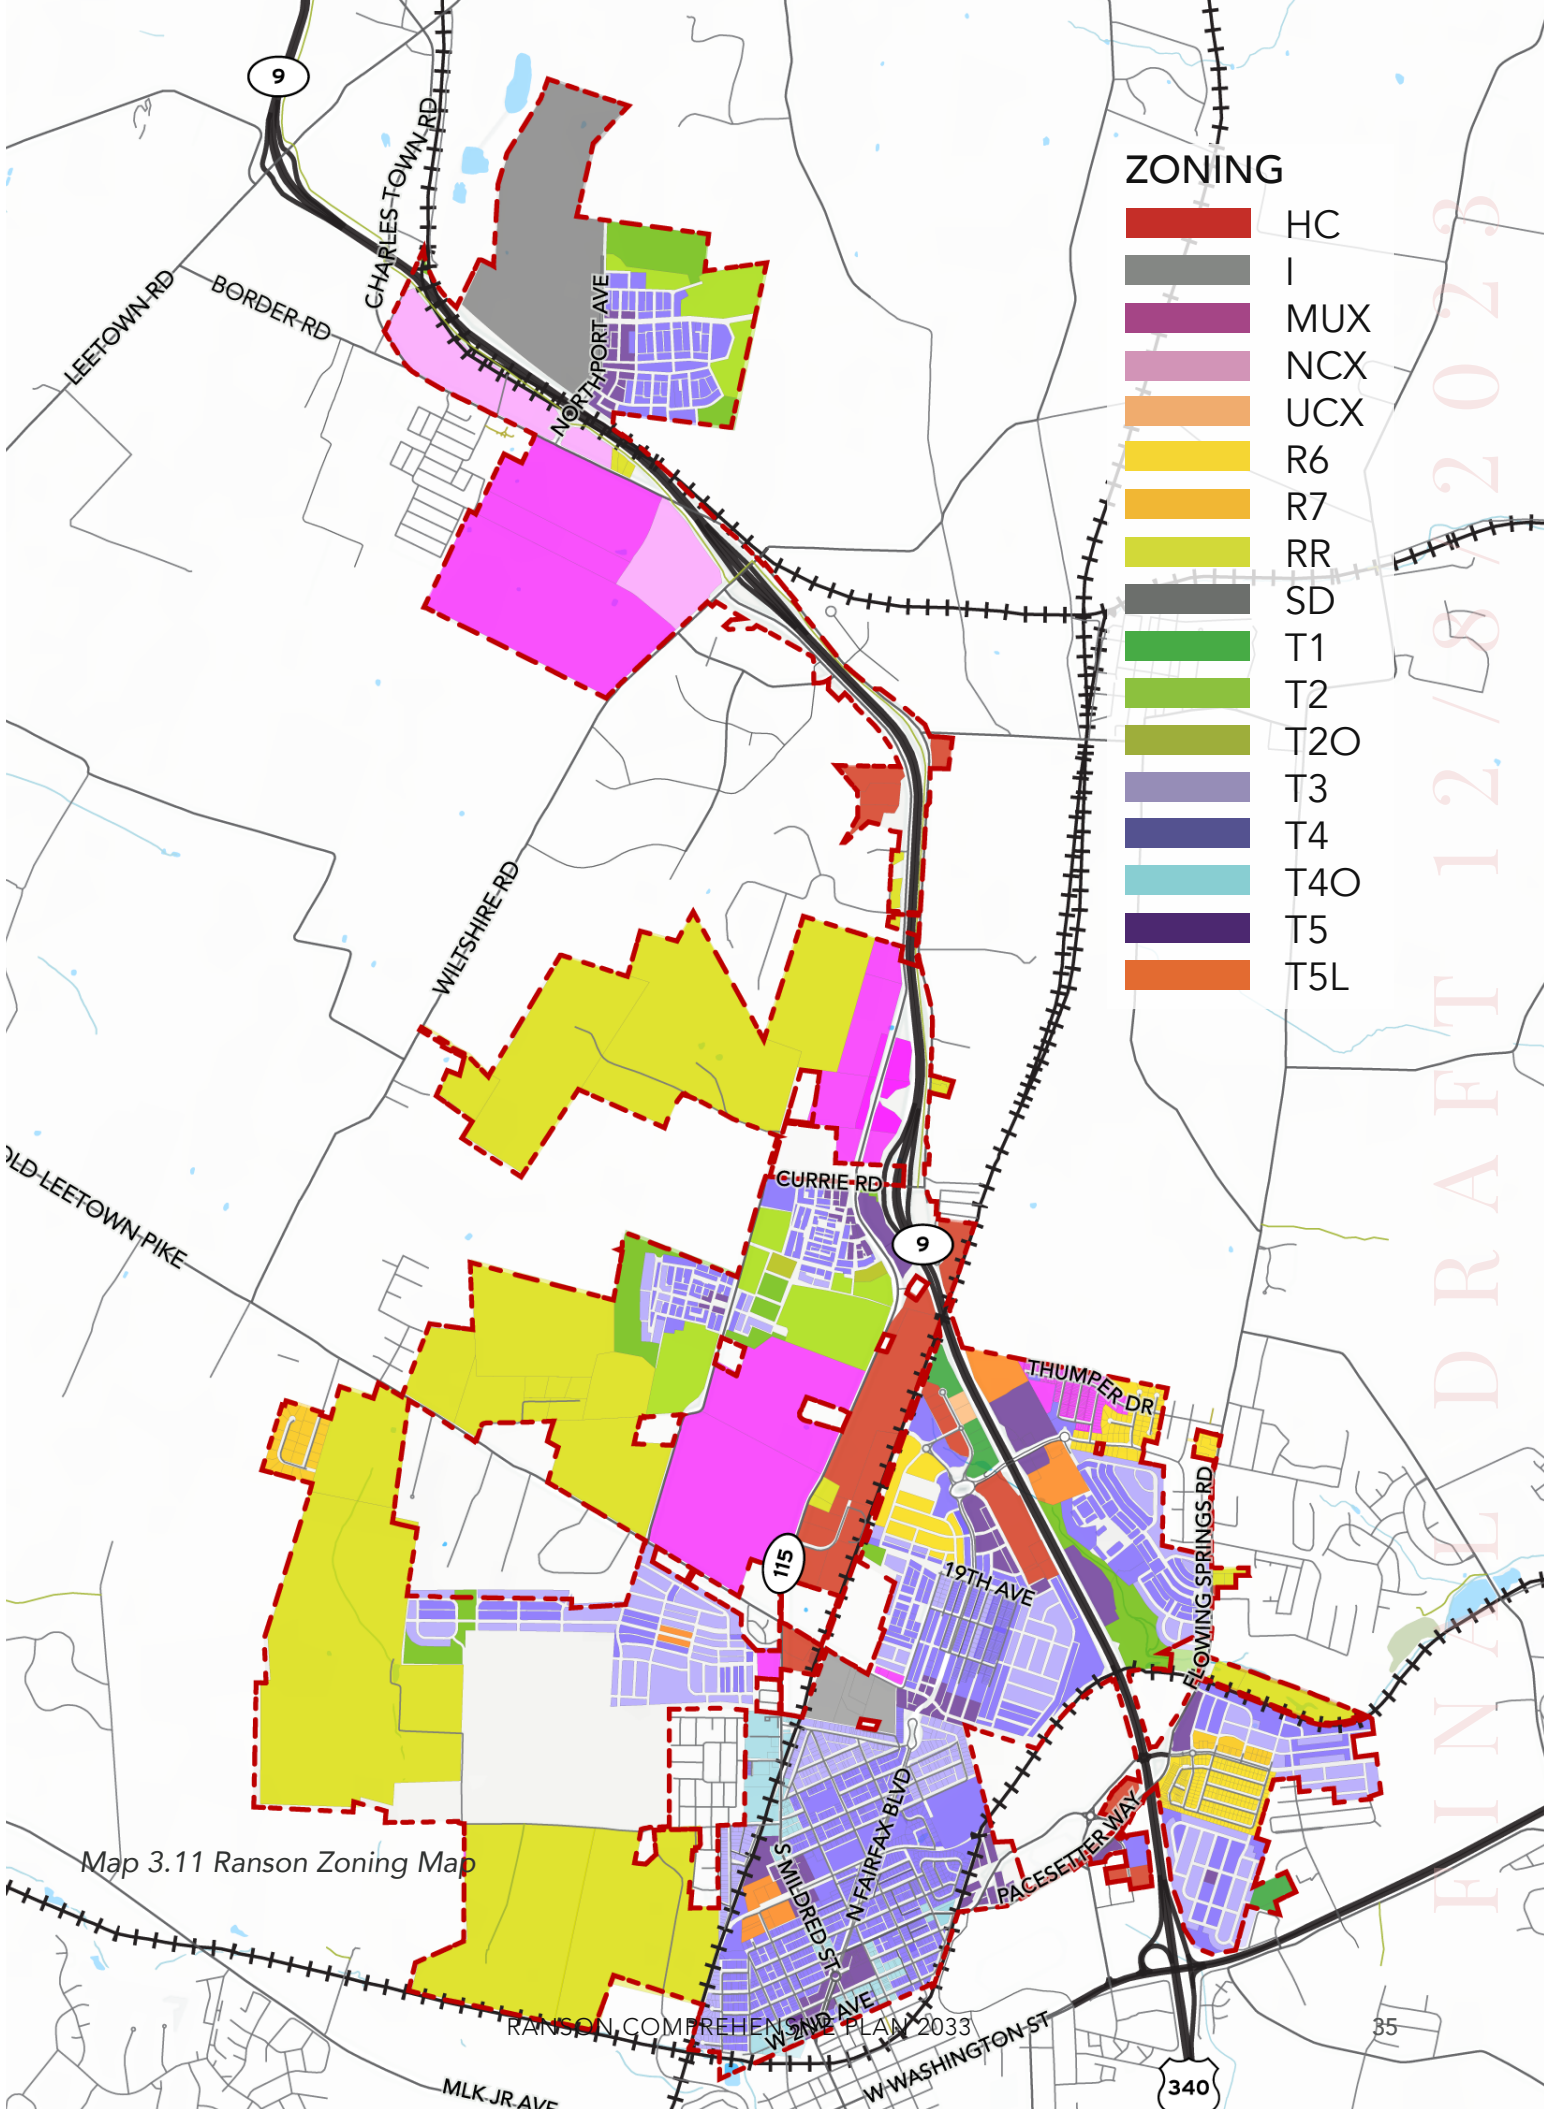 9
CHARLES TOWN RD
ZONING
HC
I
MUX
NCX
UCX
R6
R7
RR
SD
T1
T2
T2O
T3
T4
T4O
T5
T5L
LEETOWN RD
BORDER RD
NORTHPORT AVE
WILTSHIRE RD
OLD LEETOWN PIKE
CURRIE RD
9
THUMPER DR
FLOWING SPRINGS RD
115
19TH AVE
N FAIRFAX BLVD
S MILDRED ST
PACESETTER WAY
Map 3.11 Ranson Zoning Map
W 2ND AVE
W WASHINGTON ST
MLK JR AVE
340
RANSON COMPREHENSIVE PLAN 2033
35
FINAL DRAFT 12/8/2023